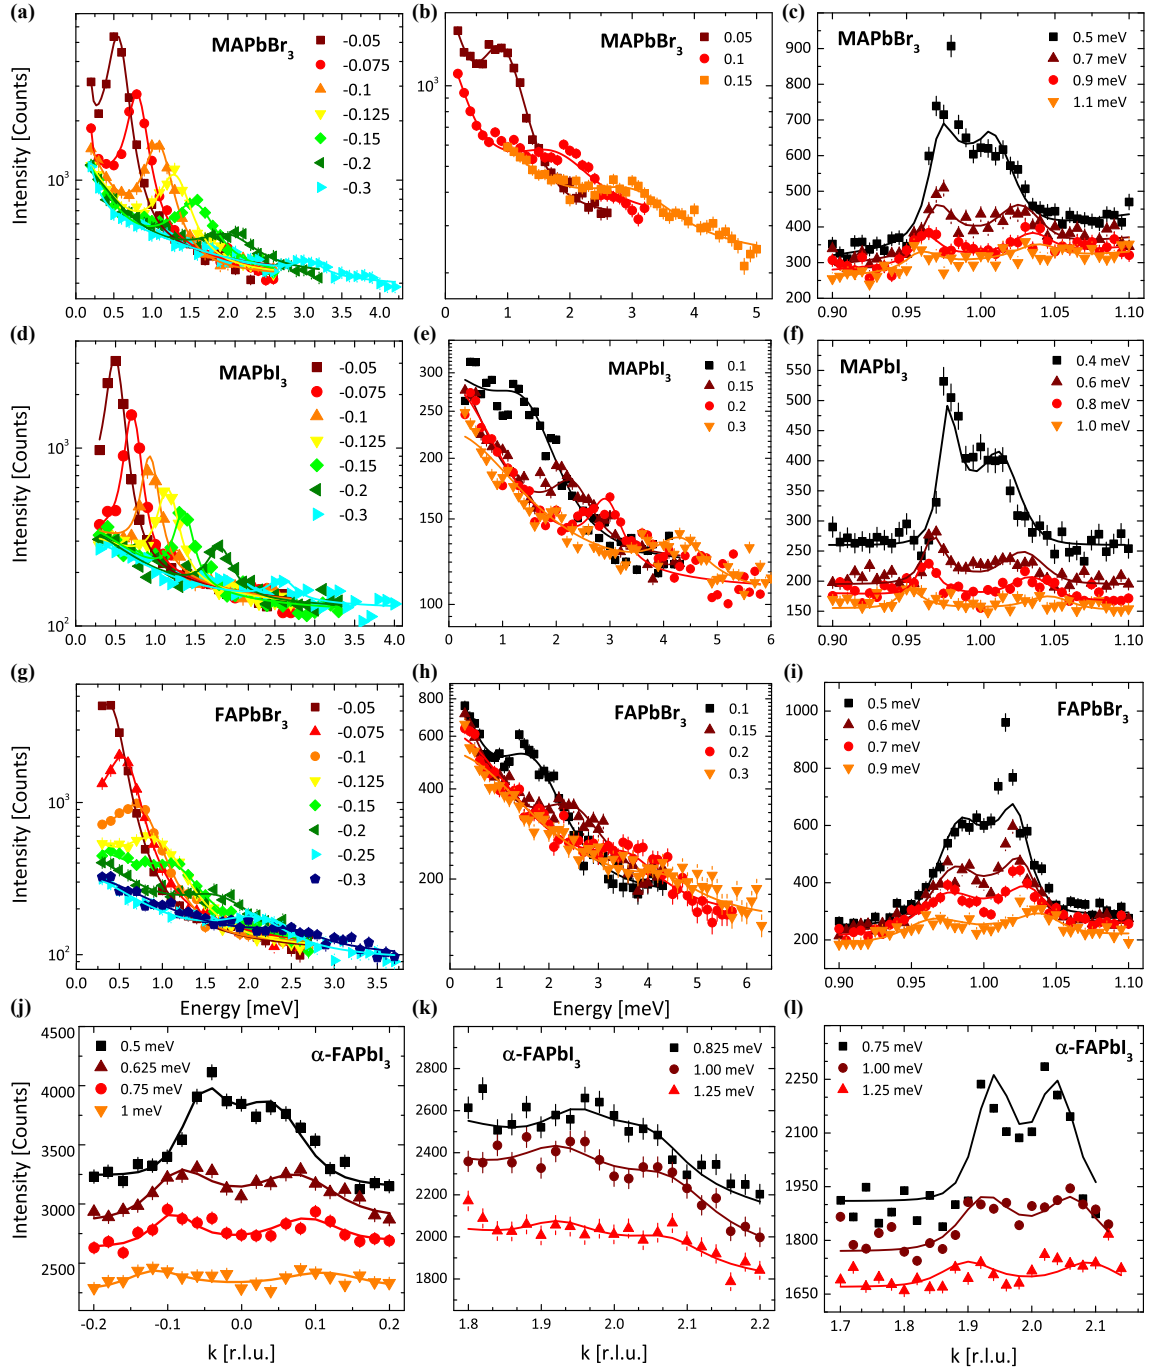 (a)
MAPbBr3
-0.05
-0.075
-0.1
-0.125
-0.15
-0.2
-0.3
Intensity [Counts]
10^3
0.0 0.5 1.0 1.5 2.0 2.5 3.0 3.5 4.0
(b)
MAPbBr3
0.05
0.1
0.15
10^3
0 1 2 3 4 5
(c)
MAPbBr3
0.5 meV
0.7 meV
0.9 meV
1.1 meV
900
800
700
600
500
400
300
200
0.90 0.95 1.00 1.05 1.10
(d)
MAPbI3
-0.05
-0.075
-0.1
-0.125
-0.15
-0.2
-0.3
Intensity [Counts]
10^3
10^2
0.0 0.5 1.0 1.5 2.0 2.5 3.0 3.5 4.0
(e)
MAPbI3
0.1
0.15
0.2
0.3
300
250
200
150
100
0 1 2 3 4 5 6
(f)
MAPbI3
0.4 meV
0.6 meV
0.8 meV
1.0 meV
550
500
450
400
350
300
250
200
150
0.90 0.95 1.00 1.05 1.10
(g)
FAPbBr3
-0.05
-0.075
-0.1
-0.125
-0.15
-0.2
-0.25
-0.3
Intensity [Counts]
10^3
10^2
0.0 0.5 1.0 1.5 2.0 2.5 3.0 3.5
Energy [meV]
(h)
FAPbBr3
0.1
0.15
0.2
0.3
800
600
400
200
0 1 2 3 4 5 6
Energy [meV]
(i)
FAPbBr3
0.5 meV
0.6 meV
0.7 meV
0.9 meV
1000
800
600
400
200
0.90 0.95 1.00 1.05 1.10
(j)
α-FAPbI3
0.5 meV
0.625 meV
0.75 meV
1 meV
Intensity [Counts]
4500
4000
3500
3000
2500
-0.2 -0.1 0.0 0.1 0.2
k [r.l.u.]
(k)
α-FAPbI3
0.825 meV
1.00 meV
1.25 meV
2800
2600
2400
2200
2000
1800
1.8 1.9 2.0 2.1 2.2
k [r.l.u.]
(l)
α-FAPbI3
0.75 meV
1.00 meV
1.25 meV
2250
2100
1950
1800
1650
1.7 1.8 1.9 2.0 2.1
k [r.l.u.]